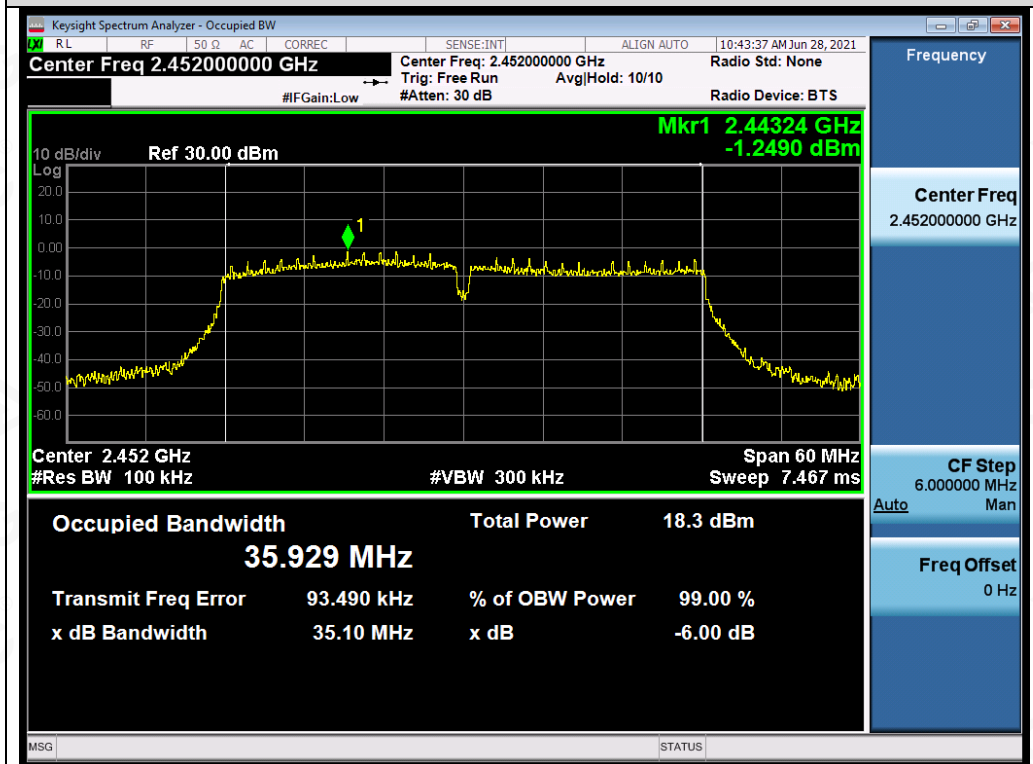 Keysight Spectrum Analyzer - Occupied BW
LXI RL RF 50 Ω AC CORREC SENSE:INT ALIGN AUTO 10:43:37 AM Jun 28, 2021
Center Freq 2.452000000 GHz
Center Freq: 2.452000000 GHz
Radio Std: None
Trig: Free Run Avg|Hold: 10/10
#IFGain:Low #Atten: 30 dB Radio Device: BTS
Mkr1 2.44324 GHz
-1.2490 dBm
10 dB/div Ref 30.00 dBm
Log
20.0
10.0
1
0.00
-10.0
-20.0
-30.0
-40.0
-50.0
-60.0
Center 2.452 GHz Span 60 MHz
#Res BW 100 kHz #VBW 300 kHz Sweep 7.467 ms
Occupied Bandwidth Total Power 18.3 dBm
35.929 MHz
Transmit Freq Error 93.490 kHz % of OBW Power 99.00 %
x dB Bandwidth 35.10 MHz x dB -6.00 dB
MSG STATUS
Frequency
Center Freq
2.452000000 GHz
CF Step
6.000000 MHz
Auto Man
Freq Offset
0 Hz